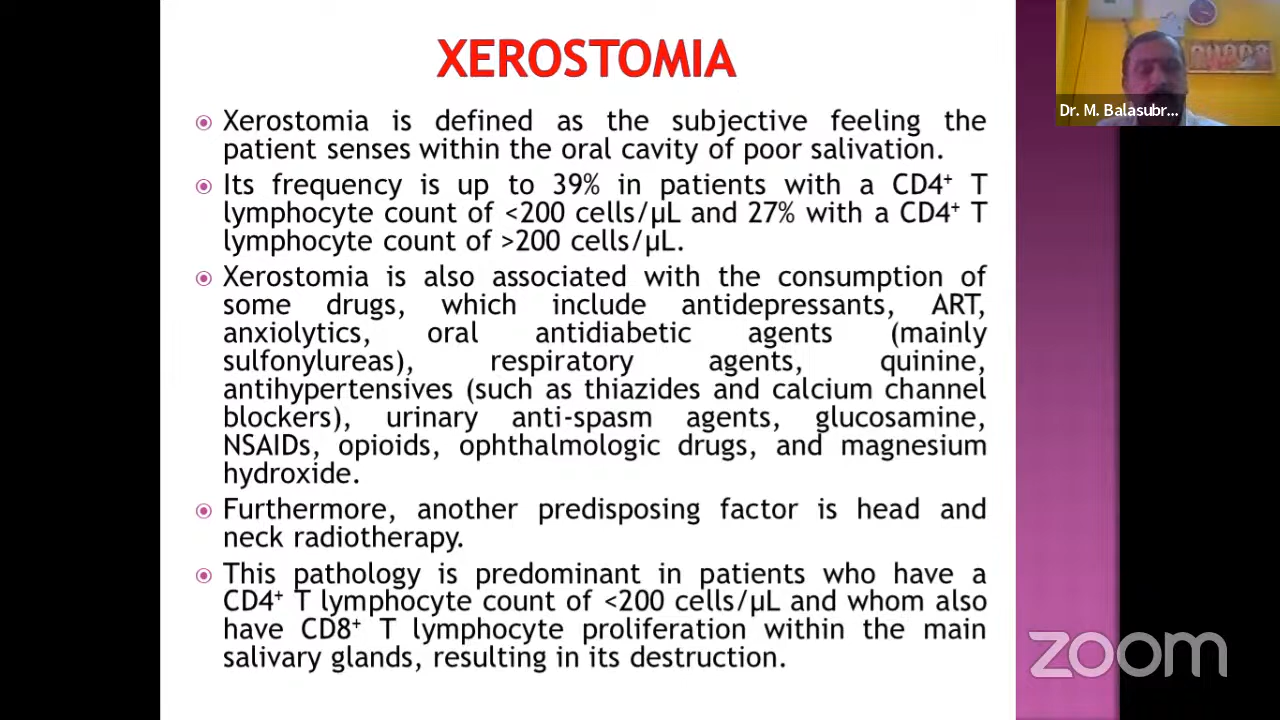 XEROSTOMIA
Xerostomia is defined as the subjective feeling the
patient senses within the oral cavity of poor salivation.
Its frequency is up to 39% in patients with a CD4⁺ T
lymphocyte count of <200 cells/µL and 27% with a CD4⁺ T
lymphocyte count of >200 cells/µL.
Xerostomia is also associated with the consumption of
some drugs, which include antidepressants, ART,
anxiolytics, oral antidiabetic agents (mainly
sulfonylureas), respiratory agents, quinine,
antihypertensives (such as thiazides and calcium channel
blockers), urinary anti-spasm agents, glucosamine,
NSAIDs, opioids, ophthalmologic drugs, and magnesium
hydroxide.
Furthermore, another predisposing factor is head and
neck radiotherapy.
This pathology is predominant in patients who have a
CD4⁺ T lymphocyte count of <200 cells/µL and whom also
have CD8⁺ T lymphocyte proliferation within the main
salivary glands, resulting in its destruction.
Dr. M. Balasubr...
zoom